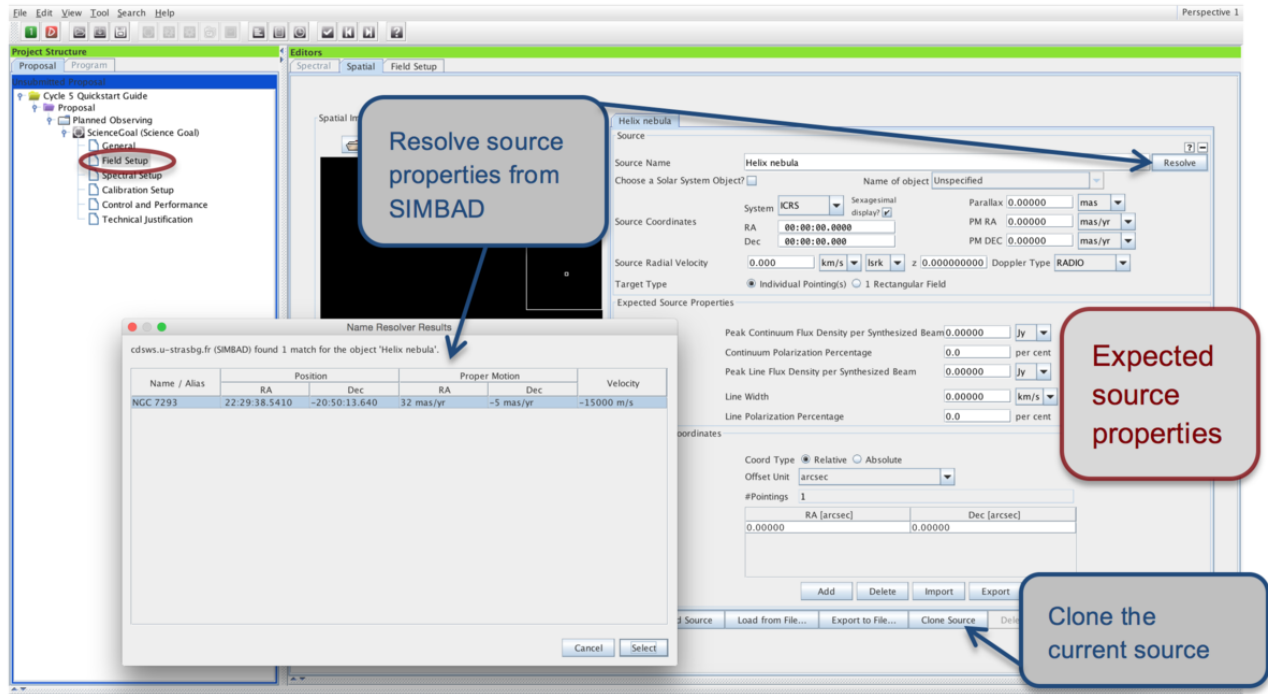 File Edit View Tool Search Help
Perspective 1
Project Structure
Proposal Program
Unsubmitted Proposal
Cycle 5 Quickstart Guide
Proposal
Planned Observing
ScienceGoal (Science Goal)
General
Field Setup
Spectral Setup
Calibration Setup
Control and Performance
Technical Justification
Editors
Spectral Spatial Field Setup
Resolve source
properties from
SIMBAD
Helix nebula
Source
Source Name Helix nebula Resolve
Choose a Solar System Object? Name of object Unspecified
Source Coordinates
System ICRS Sexagesimal display? Parallax 0.00000 mas
RA 00:00:00.0000 PM RA 0.00000 mas/yr
Dec 00:00:00.000 PM DEC 0.00000 mas/yr
Source Radial Velocity 0.000 km/s lsrk z 0.000000000 Doppler Type RADIO
Target Type Individual Pointing(s) 1 Rectangular Field
Expected Source Properties
Peak Continuum Flux Density per Synthesized Beam 0.00000 Jy
Continuum Polarization Percentage 0.0 per cent
Peak Line Flux Density per Synthesized Beam 0.00000 Jy
Line Width 0.00000 km/s
Line Polarization Percentage 0.0 per cent
Expected
source
properties
Coord Type Relative Absolute
Offset Unit arcsec
#Pointings 1
RA [arcsec] Dec [arcsec]
0.00000 0.00000
Add Delete Import Export
Source Load from File... Export to File... Clone Source
Clone the
current source
Name Resolver Results
cdsws.u-strasbg.fr (SIMBAD) found 1 match for the object 'Helix nebula'.
Name / Alias Position Proper Motion Velocity
RA Dec RA Dec
NGC 7293 22:29:38.5410 -20:50:13.640 32 mas/yr -5 mas/yr -15000 m/s
Cancel Select